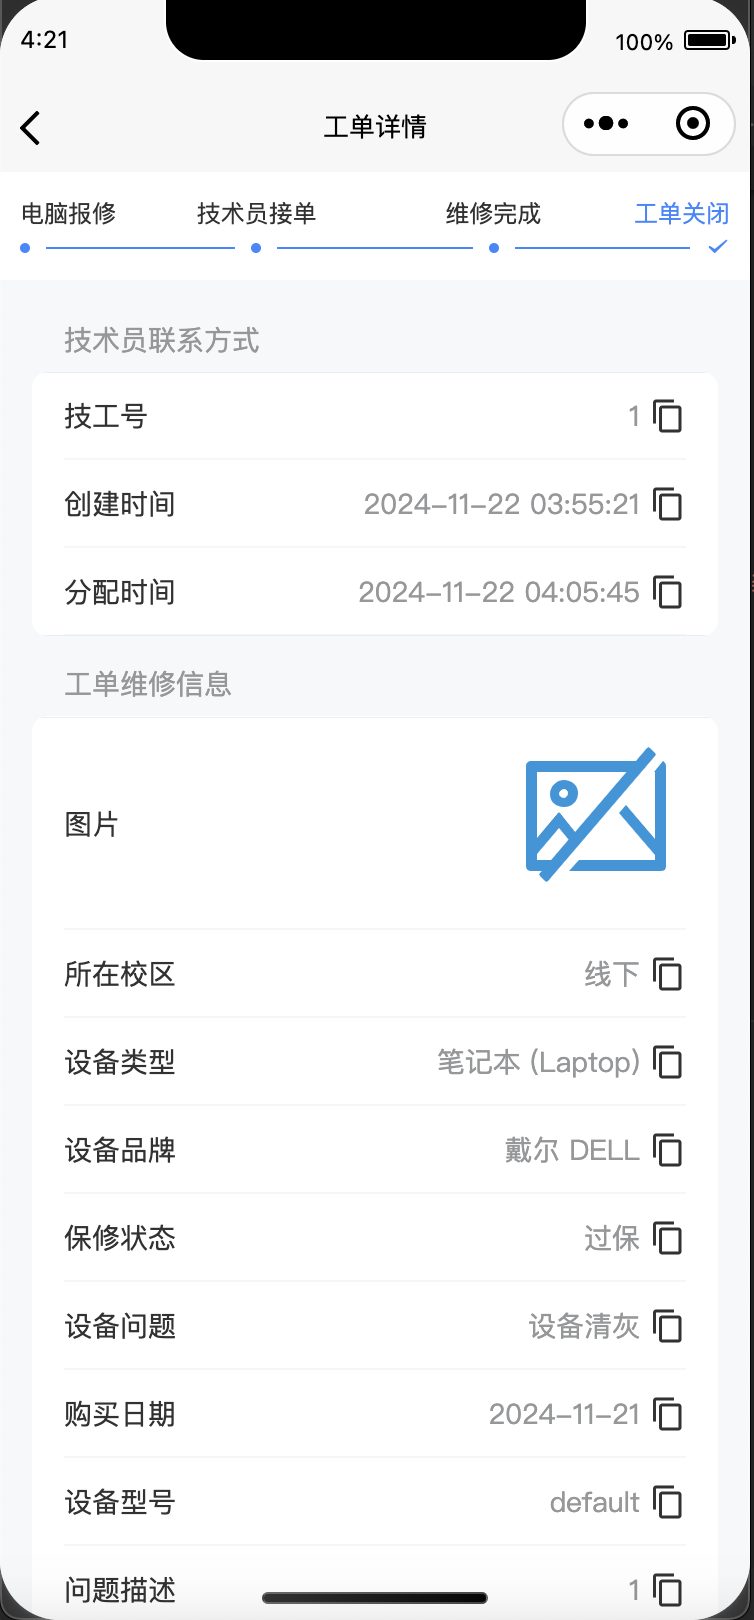 4:21 100%
工单详情
电脑报修 技术员接单 维修完成 工单关闭
技术员联系方式
技工号 1
创建时间 2024-11-22 03:55:21
分配时间 2024-11-22 04:05:45
工单维修信息
图片
所在校区 线下
设备类型 笔记本 (Laptop)
设备品牌 戴尔 DELL
保修状态 过保
设备问题 设备清灰
购买日期 2024-11-21
设备型号 default
问题描述 1